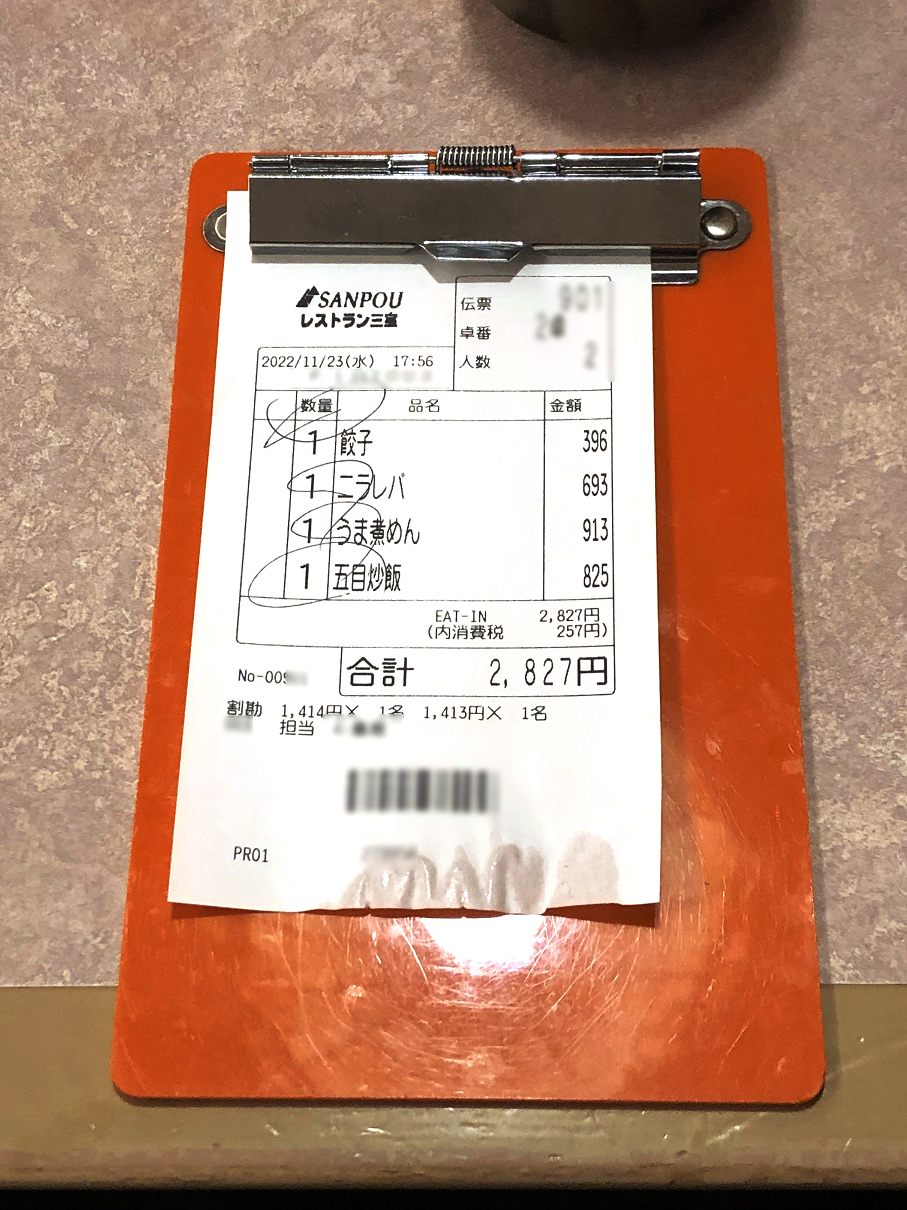 SANPOU
レストラン三宝
伝票 901
卓番
人数 2
2022/11/23(水) 17:56
数量 品名 金額
1 餃子 396
1 ニラレバ 693
1 うま煮めん 913
1 五目炒飯 825
EAT-IN 2,827円
(内消費税 257円)
合計 2,827円
No-009
割勘 1,414円× 1名 1,413円× 1名
担当
PR01